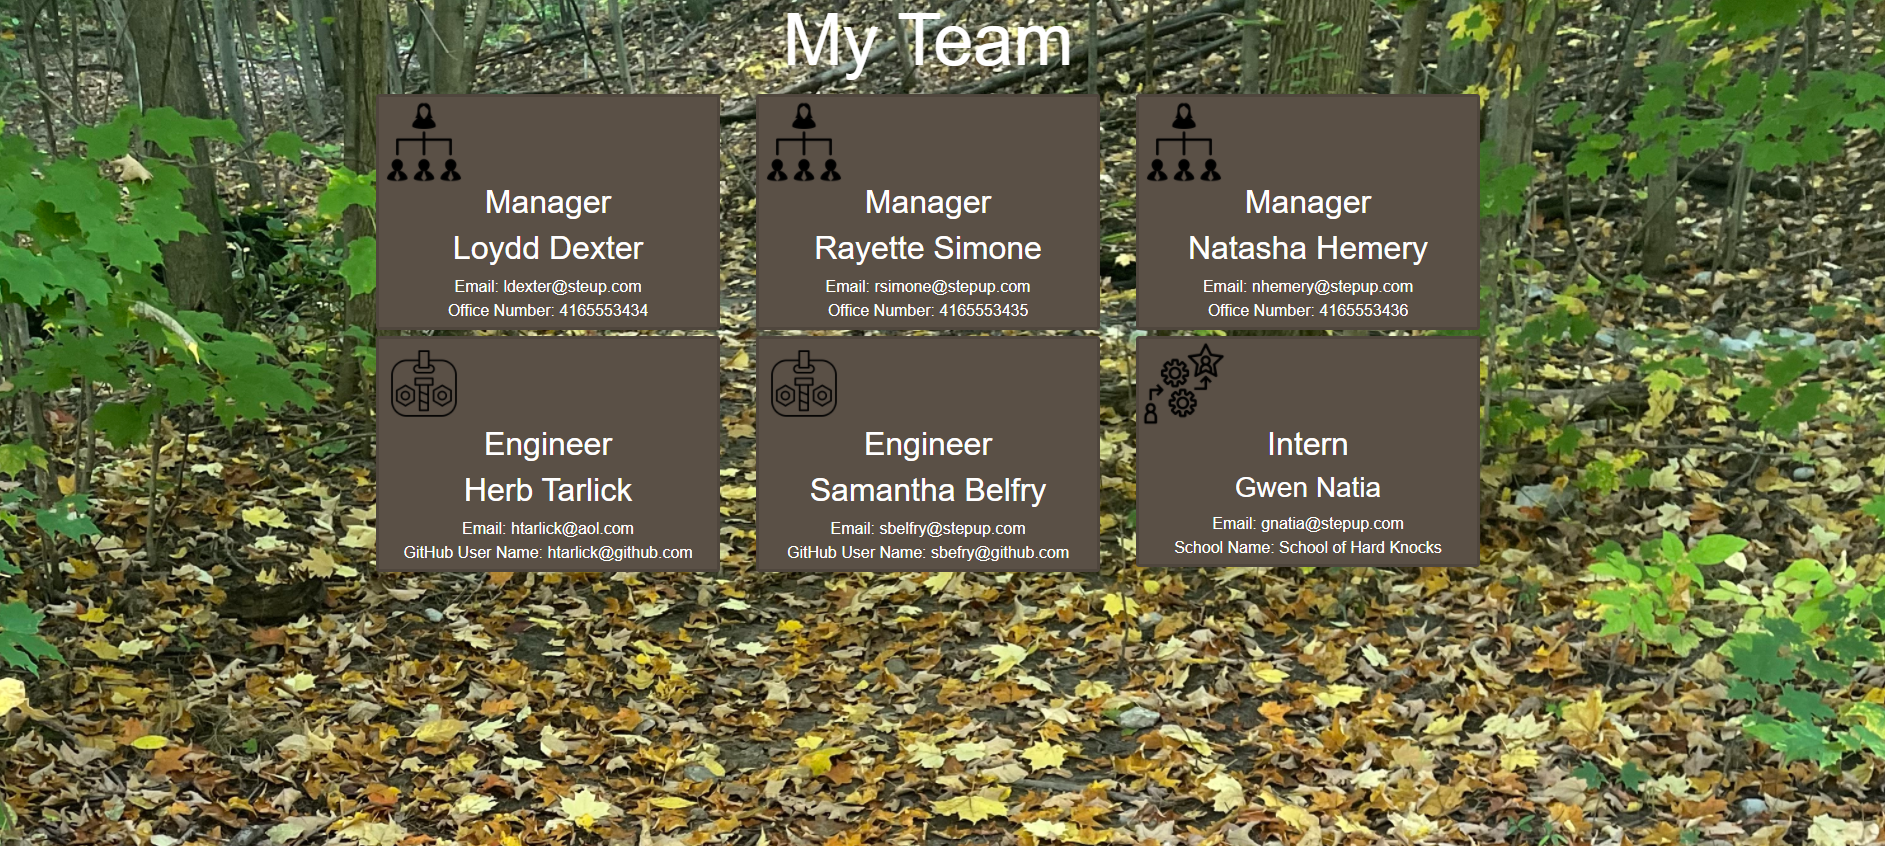 My Team
Manager
Loydd Dexter
Email: ldexter@steup.com
Office Number: 4165553434
Manager
Rayette Simone
Email: rsimone@stepup.com
Office Number: 4165553435
Manager
Natasha Hemery
Email: nhemery@stepup.com
Office Number: 4165553436
Engineer
Herb Tarlick
Email: htarlick@aol.com
GitHub User Name: htarlick@github.com
Engineer
Samantha Belfry
Email: sbelfry@stepup.com
GitHub User Name: sbefry@github.com
Intern
Gwen Natia
Email: gnatia@stepup.com
School Name: School of Hard Knocks